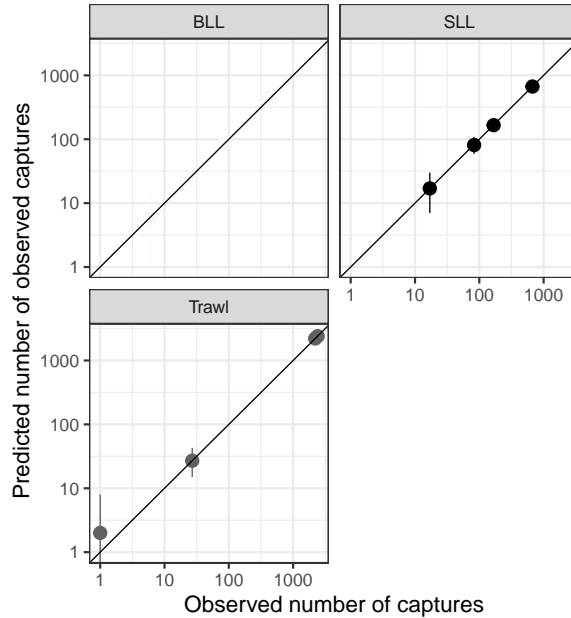 BLL
SLL
1000
100
10
1
1 10 100 1000
Trawl
1000
100
10
1
1 10 100 1000
Predicted number of observed captures
Observed number of captures